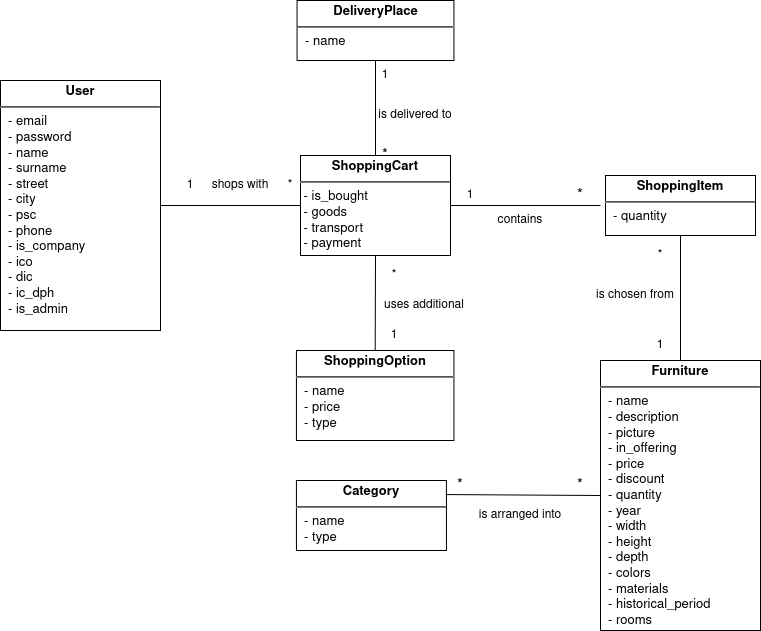 DeliveryPlace
- name
1
is delivered to
*
User
- email
- password
- name
- surname
- street
- city
- psc
- phone
- is_company
- ico
- dic
- ic_dph
- is_admin
1 shops with *
ShoppingCart
- is_bought
- goods
- transport
- payment
1 *
contains
ShoppingItem
- quantity
*
is chosen from
1
*
uses additional
1
ShoppingOption
- name
- price
- type
Category
- name
- type
* *
is arranged into
Furniture
- name
- description
- picture
- in_offering
- price
- discount
- quantity
- year
- width
- height
- depth
- colors
- materials
- historical_period
- rooms